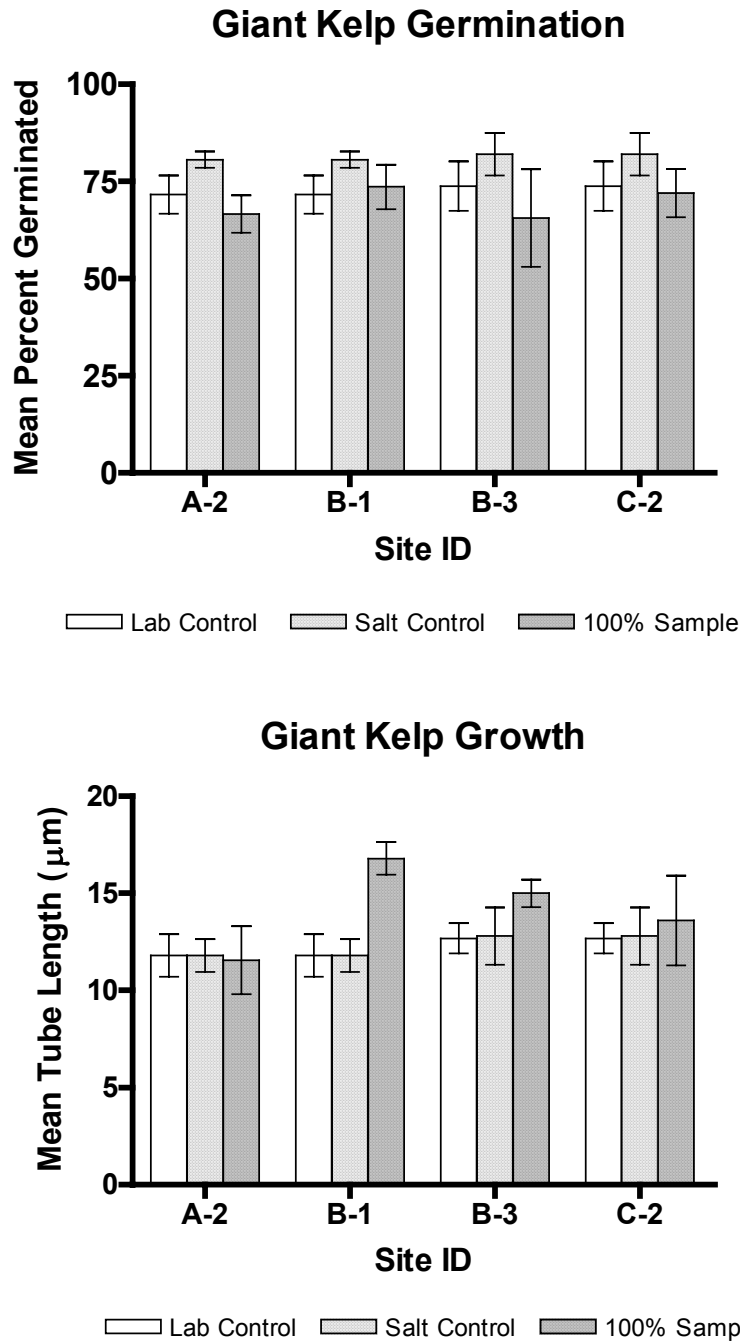 Giant Kelp Germination
Mean Percent Germinated
100
75
50
25
0
A-2 B-1 B-3 C-2
Site ID
Lab Control Salt Control 100% Sample
Giant Kelp Growth
Mean Tube Length (μm)
20
15
10
5
0
A-2 B-1 B-3 C-2
Site ID
Lab Control Salt Control 100% Samp